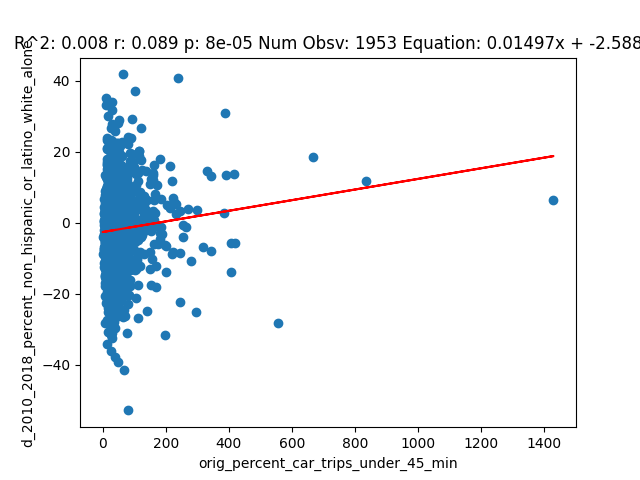 R^2: 0.008 r: 0.089 p: 8e-05 Num Obsv: 1953 Equation: 0.01497x + -2.588
d_2010_2018_percent_non_hispanic_or_latino_white_alone
40
20
0
−20
−40
0 200 400 600 800 1000 1200 1400
orig_percent_car_trips_under_45_min